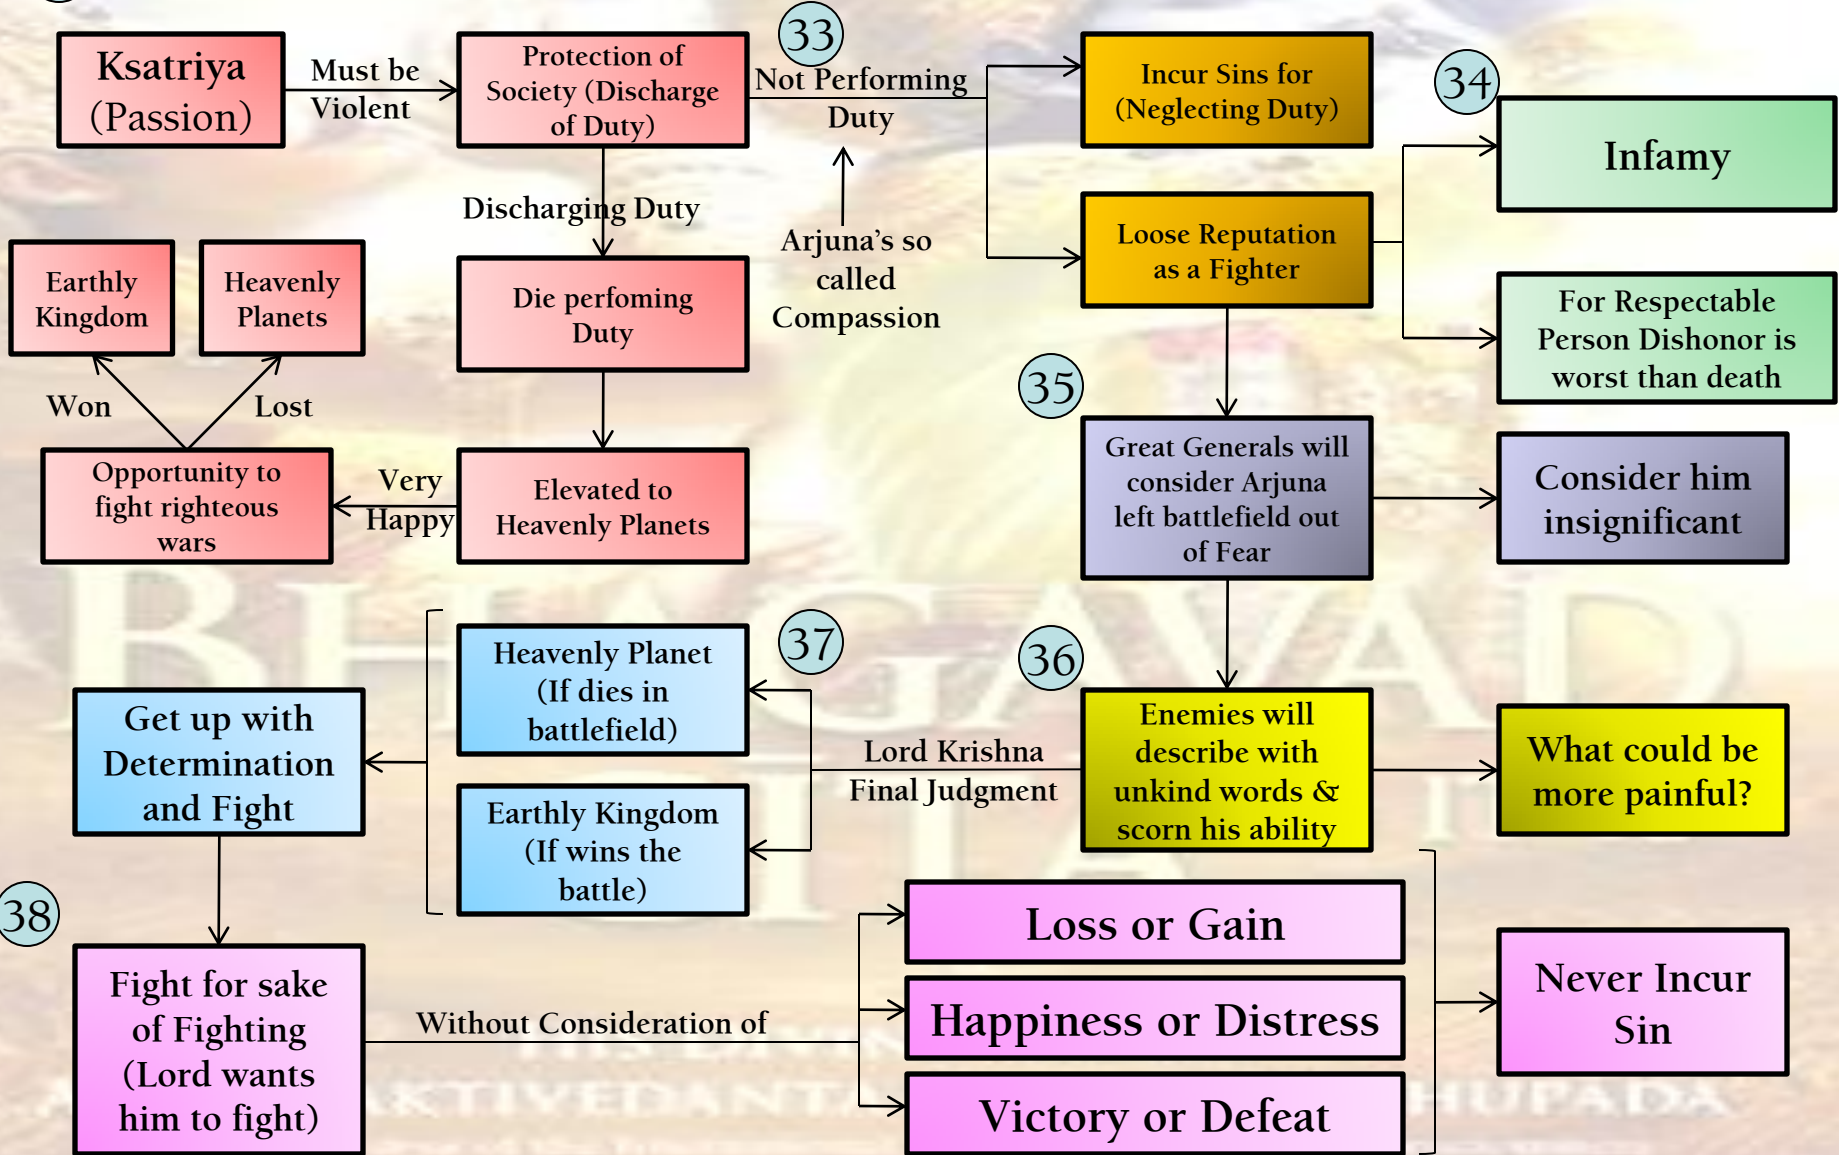 Ksatriya
(Passion)
Must be
Violent
Protection of
Society (Discharge
of Duty)
33
Not Performing
Duty
Incur Sins for
(Neglecting Duty)
34
Infamy
Discharging Duty
Arjuna's so
called
Compassion
Loose Reputation
as a Fighter
For Respectable
Person Dishonor is
worst than death
Earthly
Kingdom
Heavenly
Planets
Die perfoming
Duty
Won
Lost
35
Opportunity to
fight righteous
wars
Very
Happy
Elevated to
Heavenly Planets
Great Generals will
consider Arjuna
left battlefield out
of Fear
Consider him
insignificant
BHAGAVAD
GITA
37
36
Heavenly Planet
(If dies in
battlefield)
Get up with
Determination
and Fight
Earthly Kingdom
(If wins the
battle)
Lord Krishna
Final Judgment
Enemies will
describe with
unkind words &
scorn his ability
What could be
more painful?
38
Fight for sake
of Fighting
(Lord wants
him to fight)
Without Consideration of
Loss or Gain
Happiness or Distress
Victory or Defeat
Never Incur
Sin